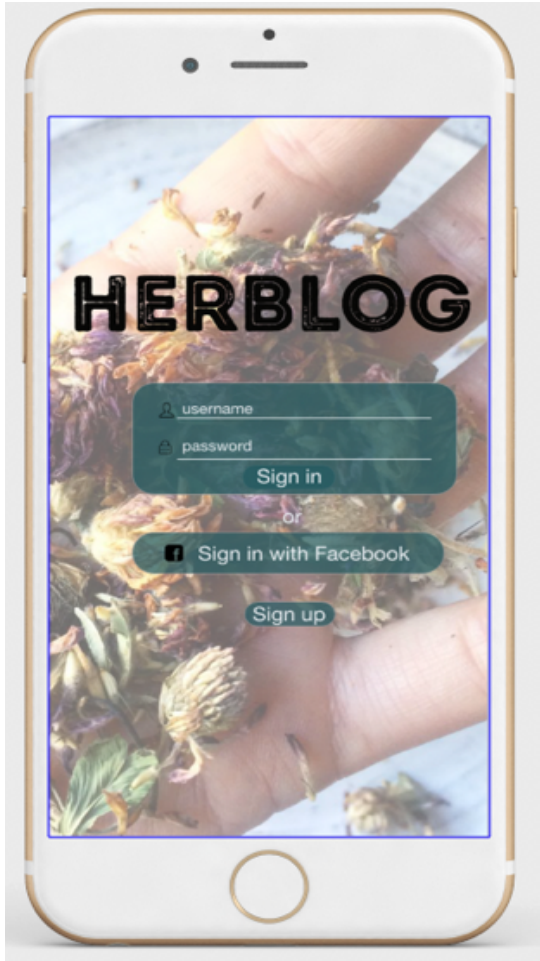 HERBLOG
username
password
Sign in
or
Sign in with Facebook
Sign up